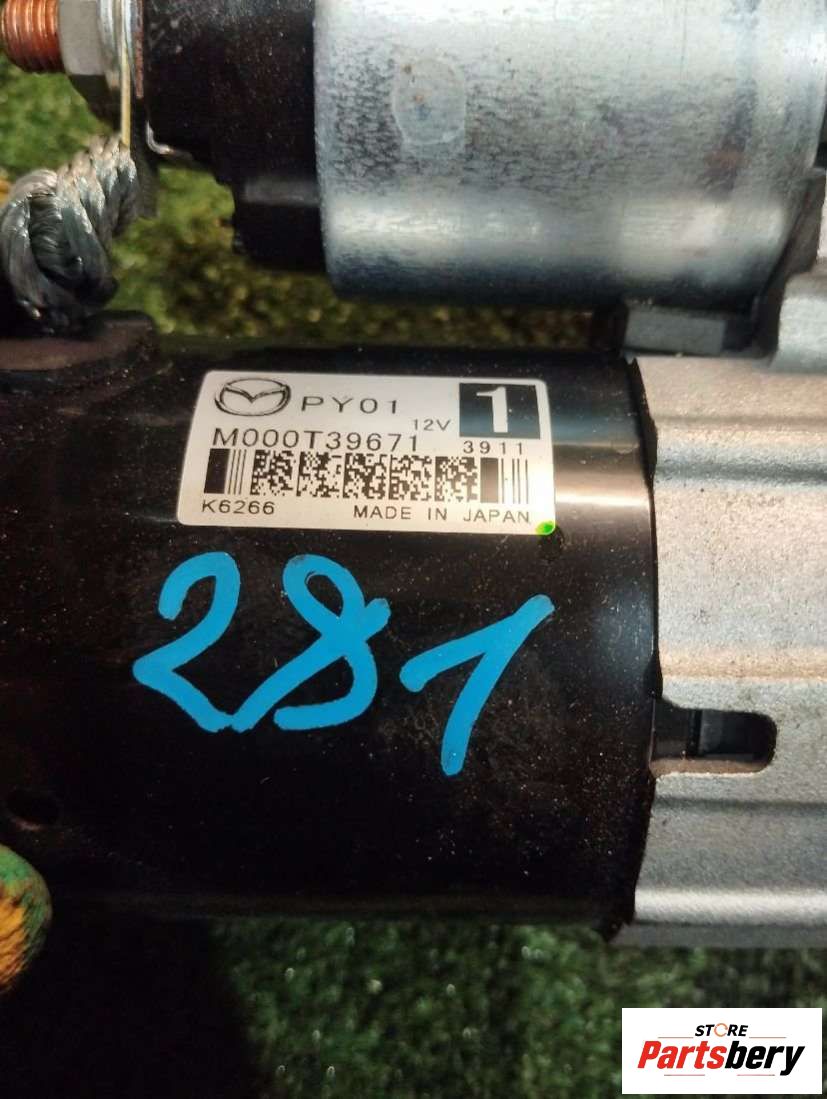 PY01
12V
1
M000T39671
3911
K6266 MADE IN JAPAN
281
STORE
Partsbery